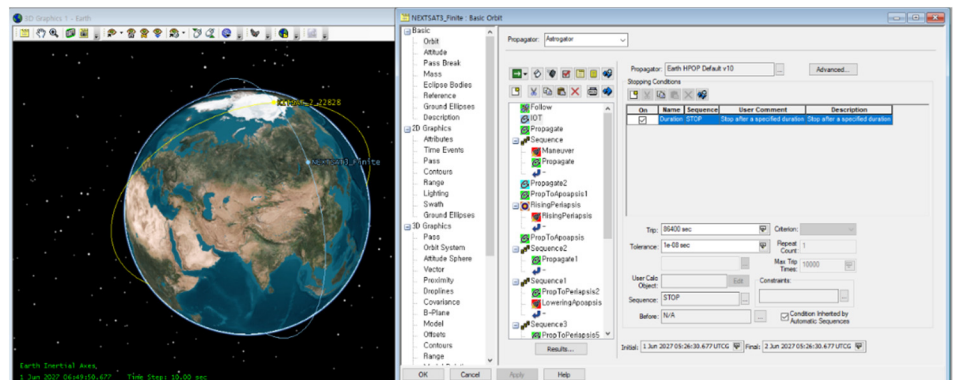 3D Graphics 1 - Earth
NEXTSAT3_Finite
Earth Inertial Axes
1 Jun 2027 06:49:50.677 Time Step: 10.00 sec
NEXTSAT3_Finite : Basic Orbit
Basic
Orbit
Attitude
Pass Break
Mass
Eclipse Bodies
Reference
Ground Ellipses
Description
2D Graphics
Attributes
Time Events
Pass
Contours
Range
Lighting
Swath
Ground Ellipses
3D Graphics
Pass
Orbit System
Attitude Sphere
Vector
Proximity
Droplines
Covariance
B-Plane
Model
Offsets
Contours
Range
Propagator: Astrogator
Follow
IOT
Propagate
Sequence
Maneuver
Propagate
-
Propagate2
PropToApoapsis1
RisingPeriapsis
RisingPeriapsis
-
PropToApoapsis
Sequence2
Propagate1
-
Sequence1
PropToPeriapsis2
LoweringApoapsis
-
Sequence3
PropToPeriapsis5
Results...
Propagator: Earth HPOP Default v10 ... Advanced...
Stopping Conditions
On Name Sequence User Comment Description
Duration STOP Stop after a specified duration Stop after a specified duration
Trip: 86400 sec Criterion:
Tolerance: 1e-08 sec Repeat Count: 1
... Max Trip Times: 10000
User Calc Object: Edit Constraints:
Sequence: STOP ... ...
Before: N/A ... Condition Inherited by Automatic Sequences
Initial: 1 Jun 2027 05:26:30.677 UTCG Final: 2 Jun 2027 05:26:30.677 UTCG
OK Cancel Apply Help